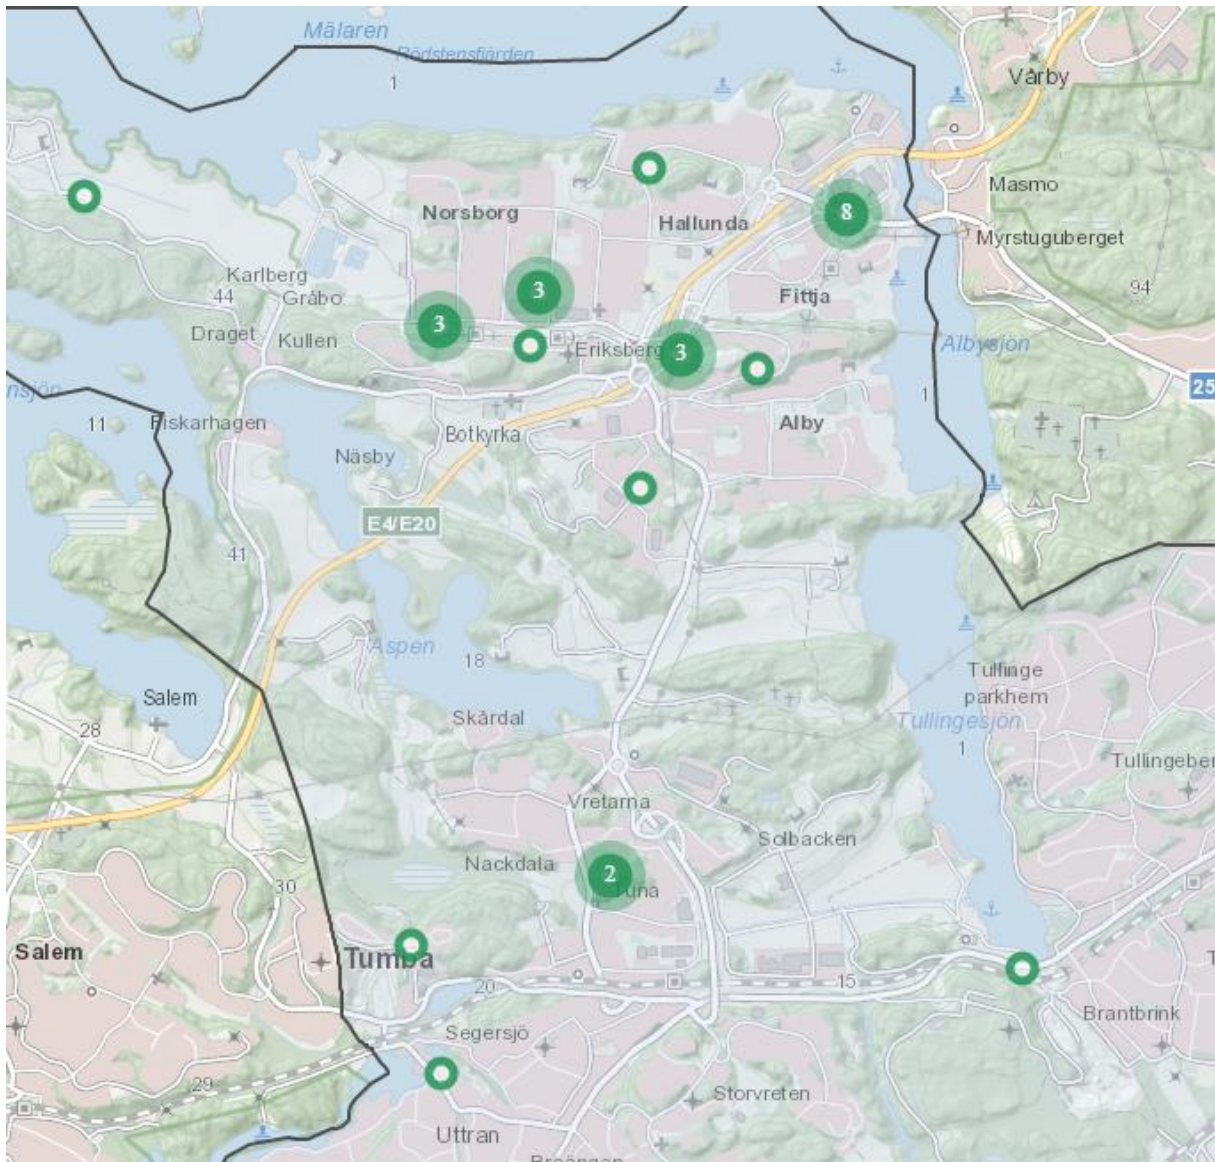 Mälaren
Rödstensfjärden
1
Vårby
Masmo
Norsborg
Hallunda
8
Myrstuguberget
Karlberg
44
Gråbo
3
Fittja
94
Draget
Kullen
3
Eriksberg
3
Albysjön
nsjön
25
11
Fiskarhagen
1
Botkyrka
Alby
Näsby
E4/E20
41
Aspen
18
Tullinge
parkhem
Salem
28
Skårdal
Tullingesjön
1
Tullingeber
Vretarna
Solbacken
Nackdala
2
Tuna
30
Salem
Tumba
20
15
Segersjö
Brantbrink
29
Storvreten
Uttran